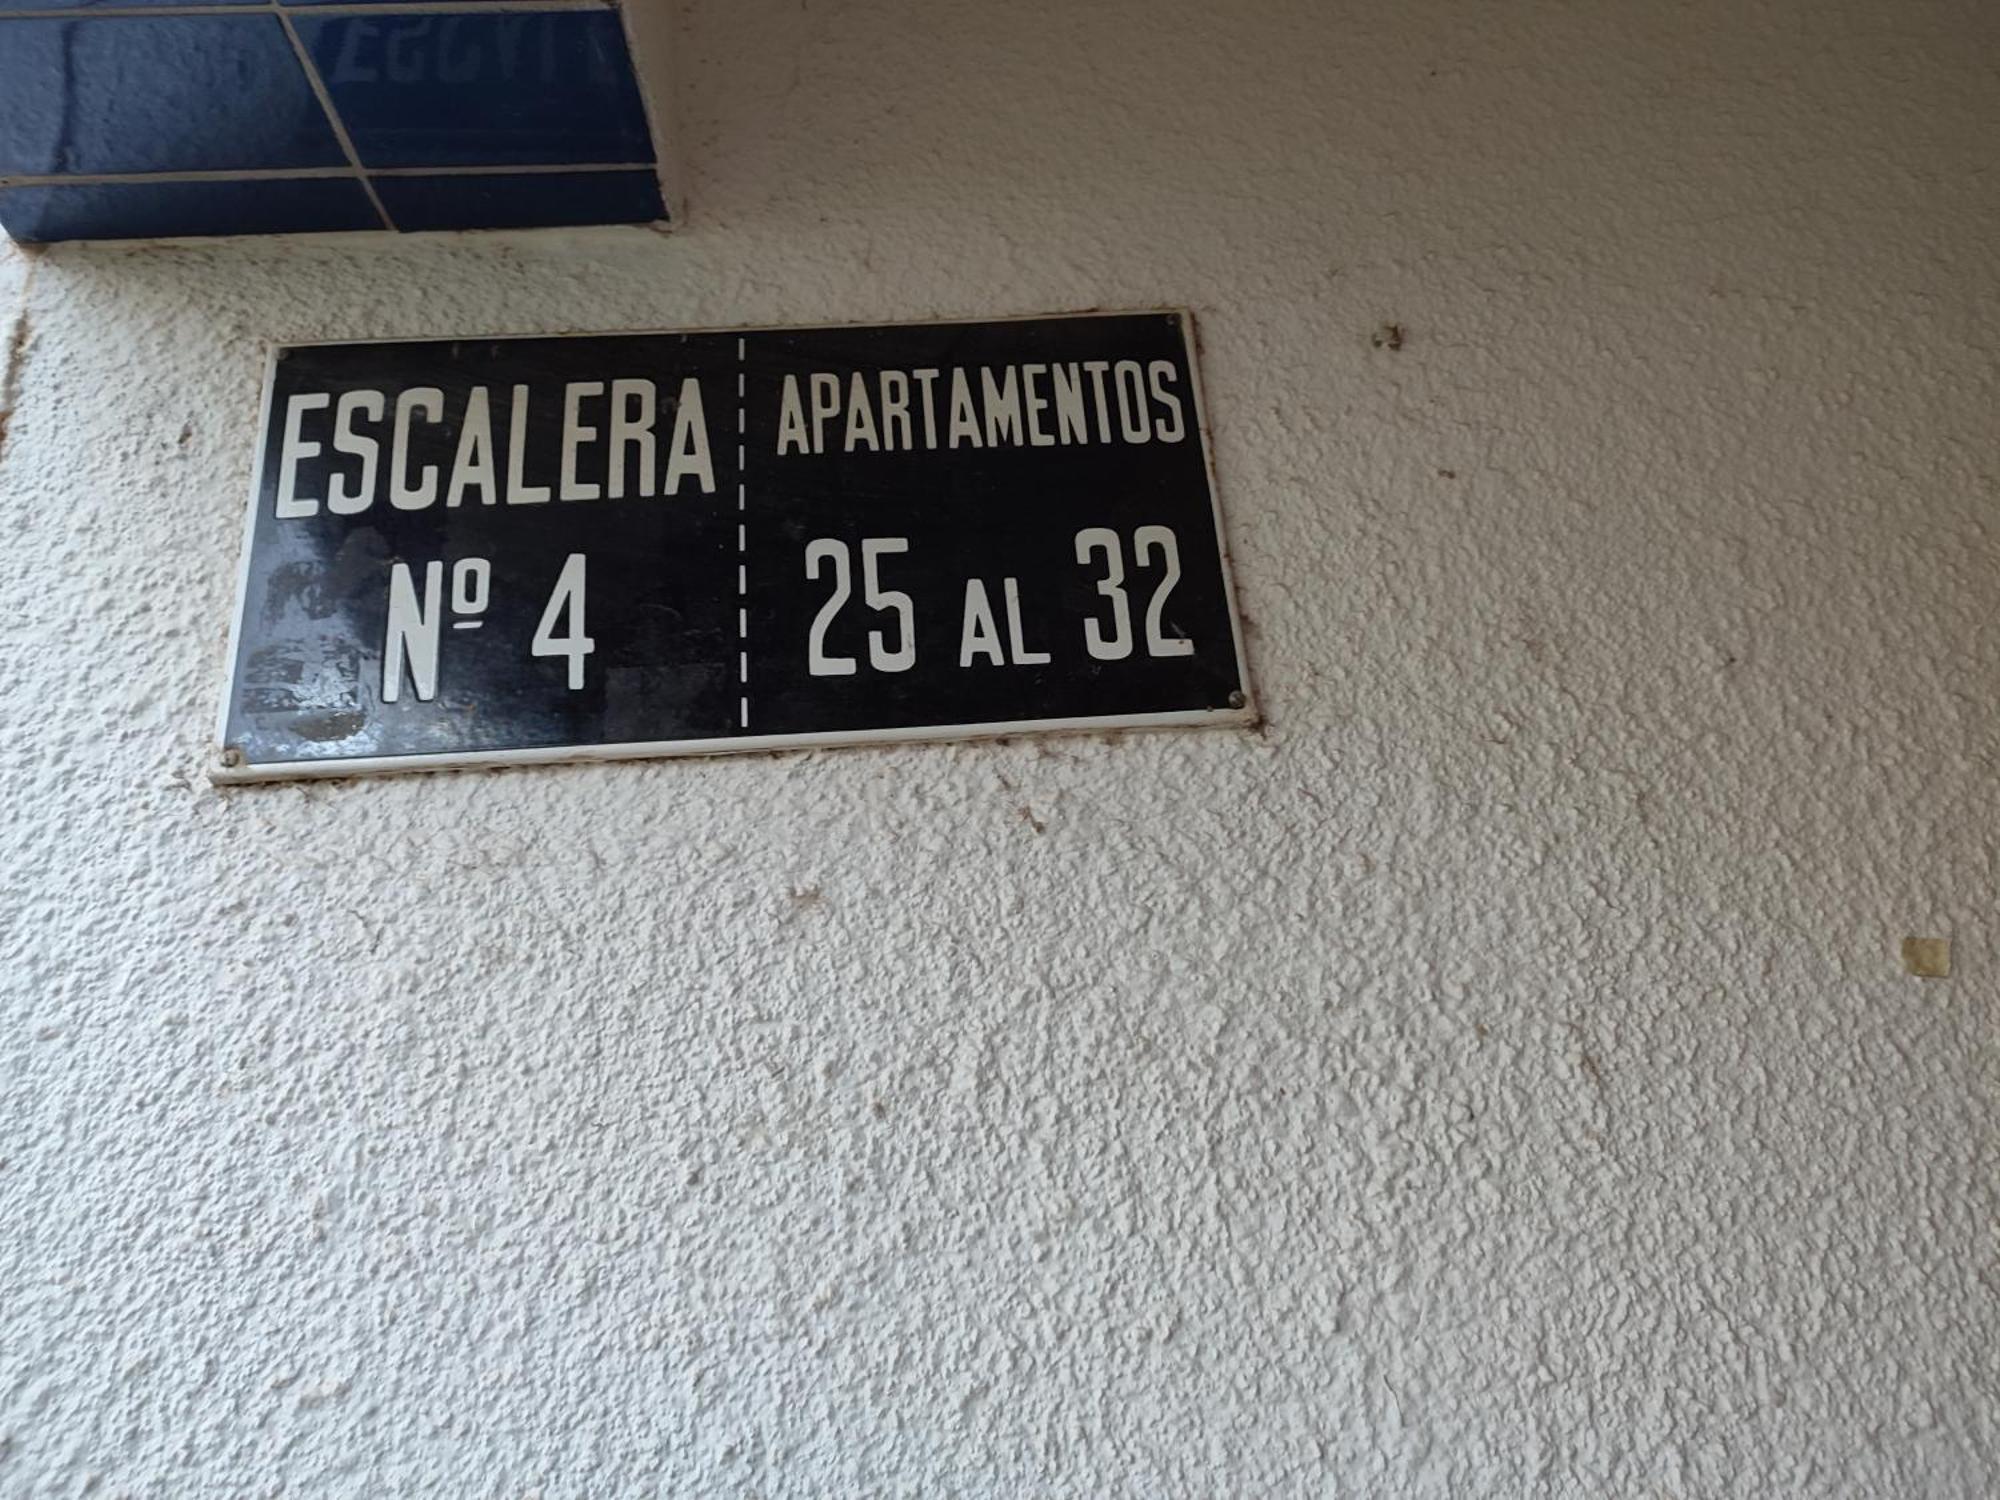 ESCALERA
Nº 4
APARTAMENTOS
25 AL 32